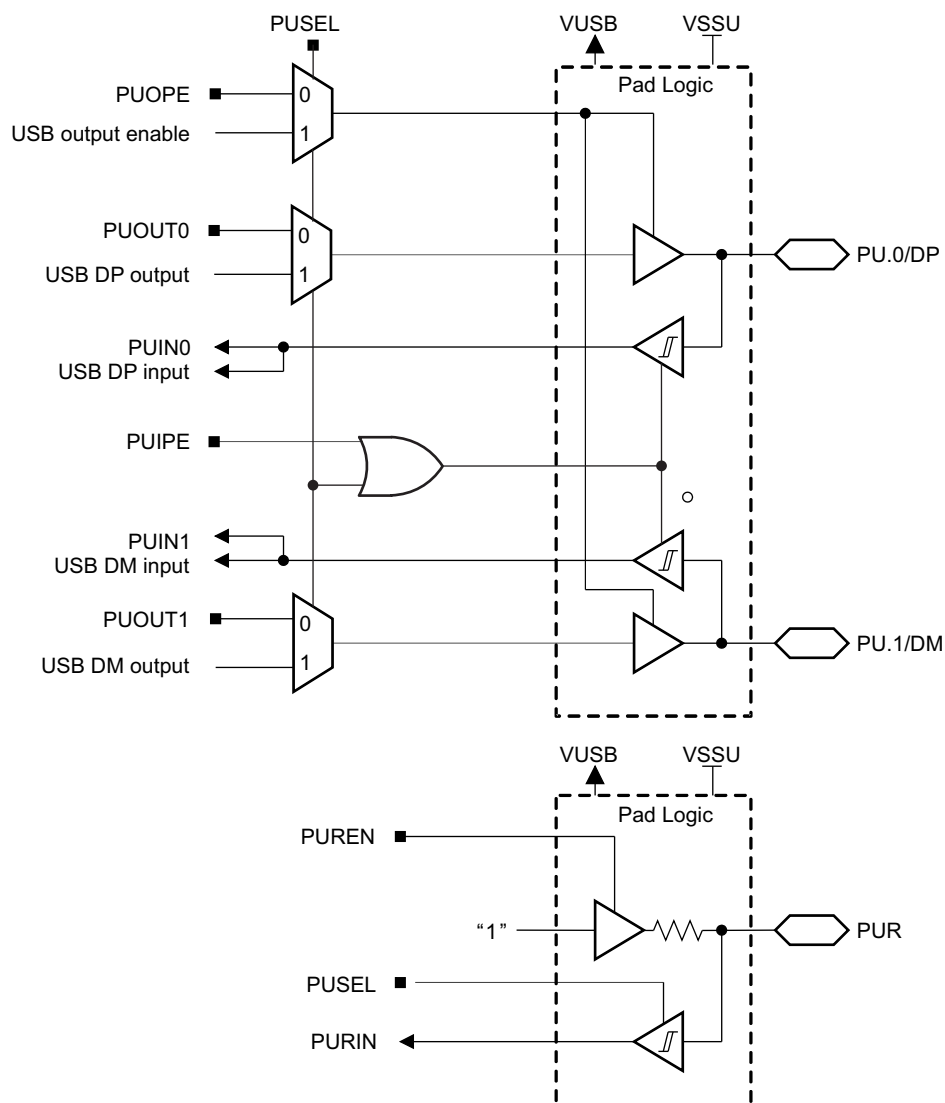 PUSEL
VUSB
VSSU
Pad Logic
PUOPE
0
USB output enable
1
PUOUT0
0
USB DP output
1
PU.0/DP
PUIN0
USB DP input
PUIPE
PUIN1
USB DM input
PUOUT1
0
USB DM output
1
PU.1/DM
VUSB
VSSU
Pad Logic
PUREN
“1”
PUR
PUSEL
PURIN